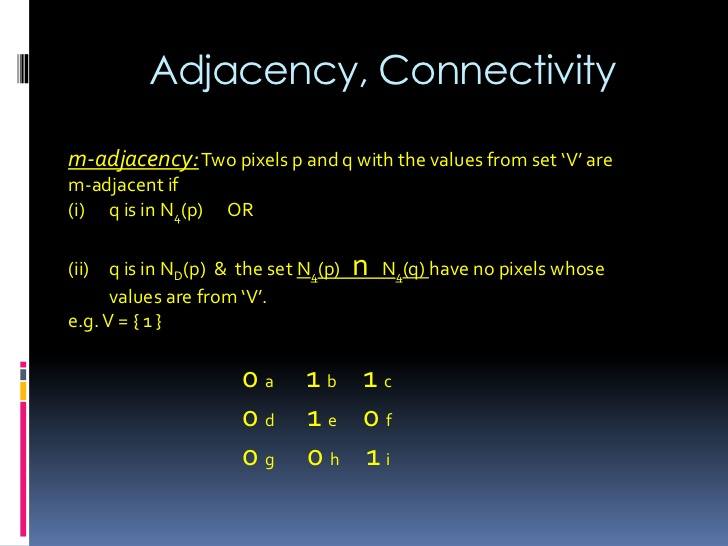 Adjacency, Connectivity
m-adjacency: Two pixels p and q with the values from set ‘V’ are
m-adjacent if
(i) q is in N4(p) OR
(ii) q is in ND(p) & the set N4(p) n N4(q) have no pixels whose
values are from ‘V’.
e.g. V = { 1 }
0 a 1 b 1 c
0 d 1 e 0 f
0 g 0 h 1 i